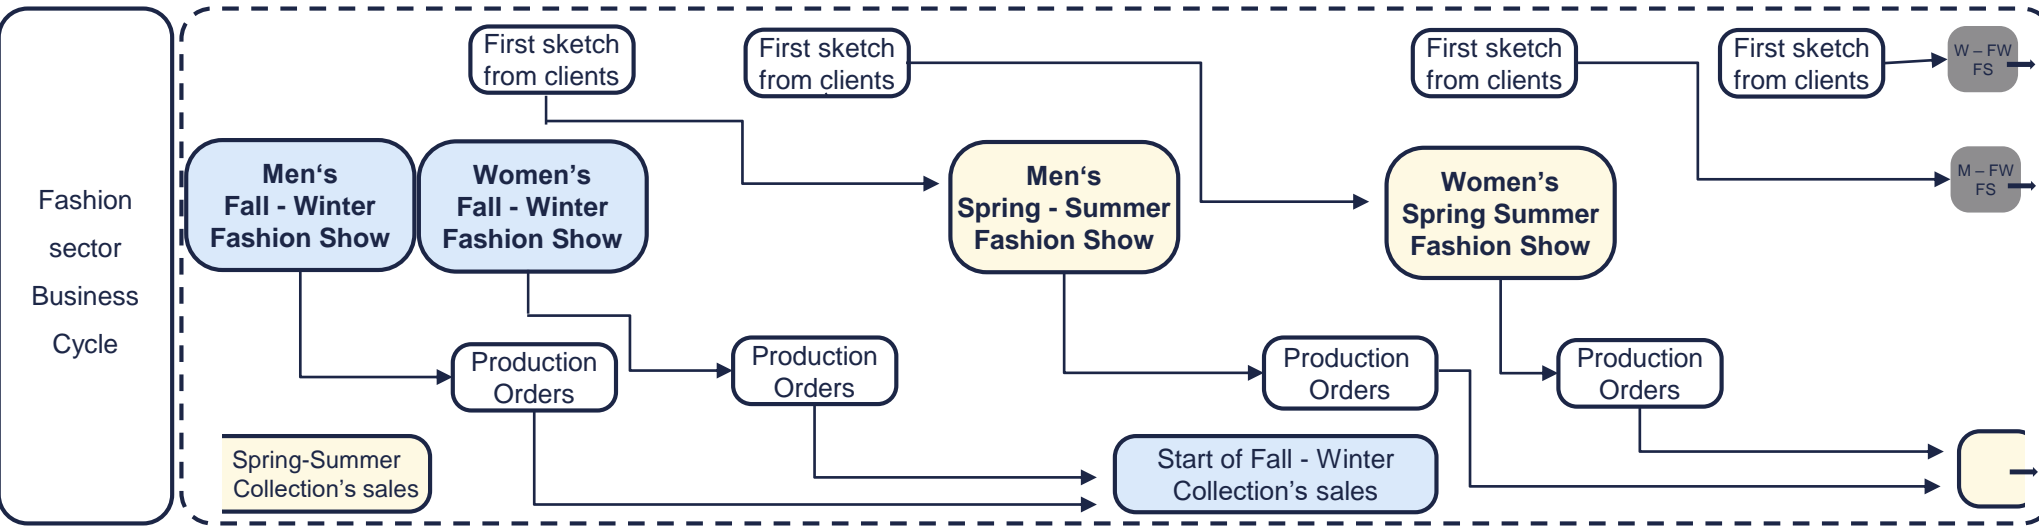 Fashion
sector
Business
Cycle
First sketch
from clients
First sketch
from clients
First sketch
from clients
First sketch
from clients
W – FW
FS
Men‘s
Fall - Winter
Fashion Show
Women’s
Fall - Winter
Fashion Show
Men‘s
Spring - Summer
Fashion Show
Women’s
Spring Summer
Fashion Show
M – FW
FS
Production
Orders
Production
Orders
Production
Orders
Production
Orders
Spring-Summer
Collection’s sales
Start of Fall - Winter
Collection’s sales